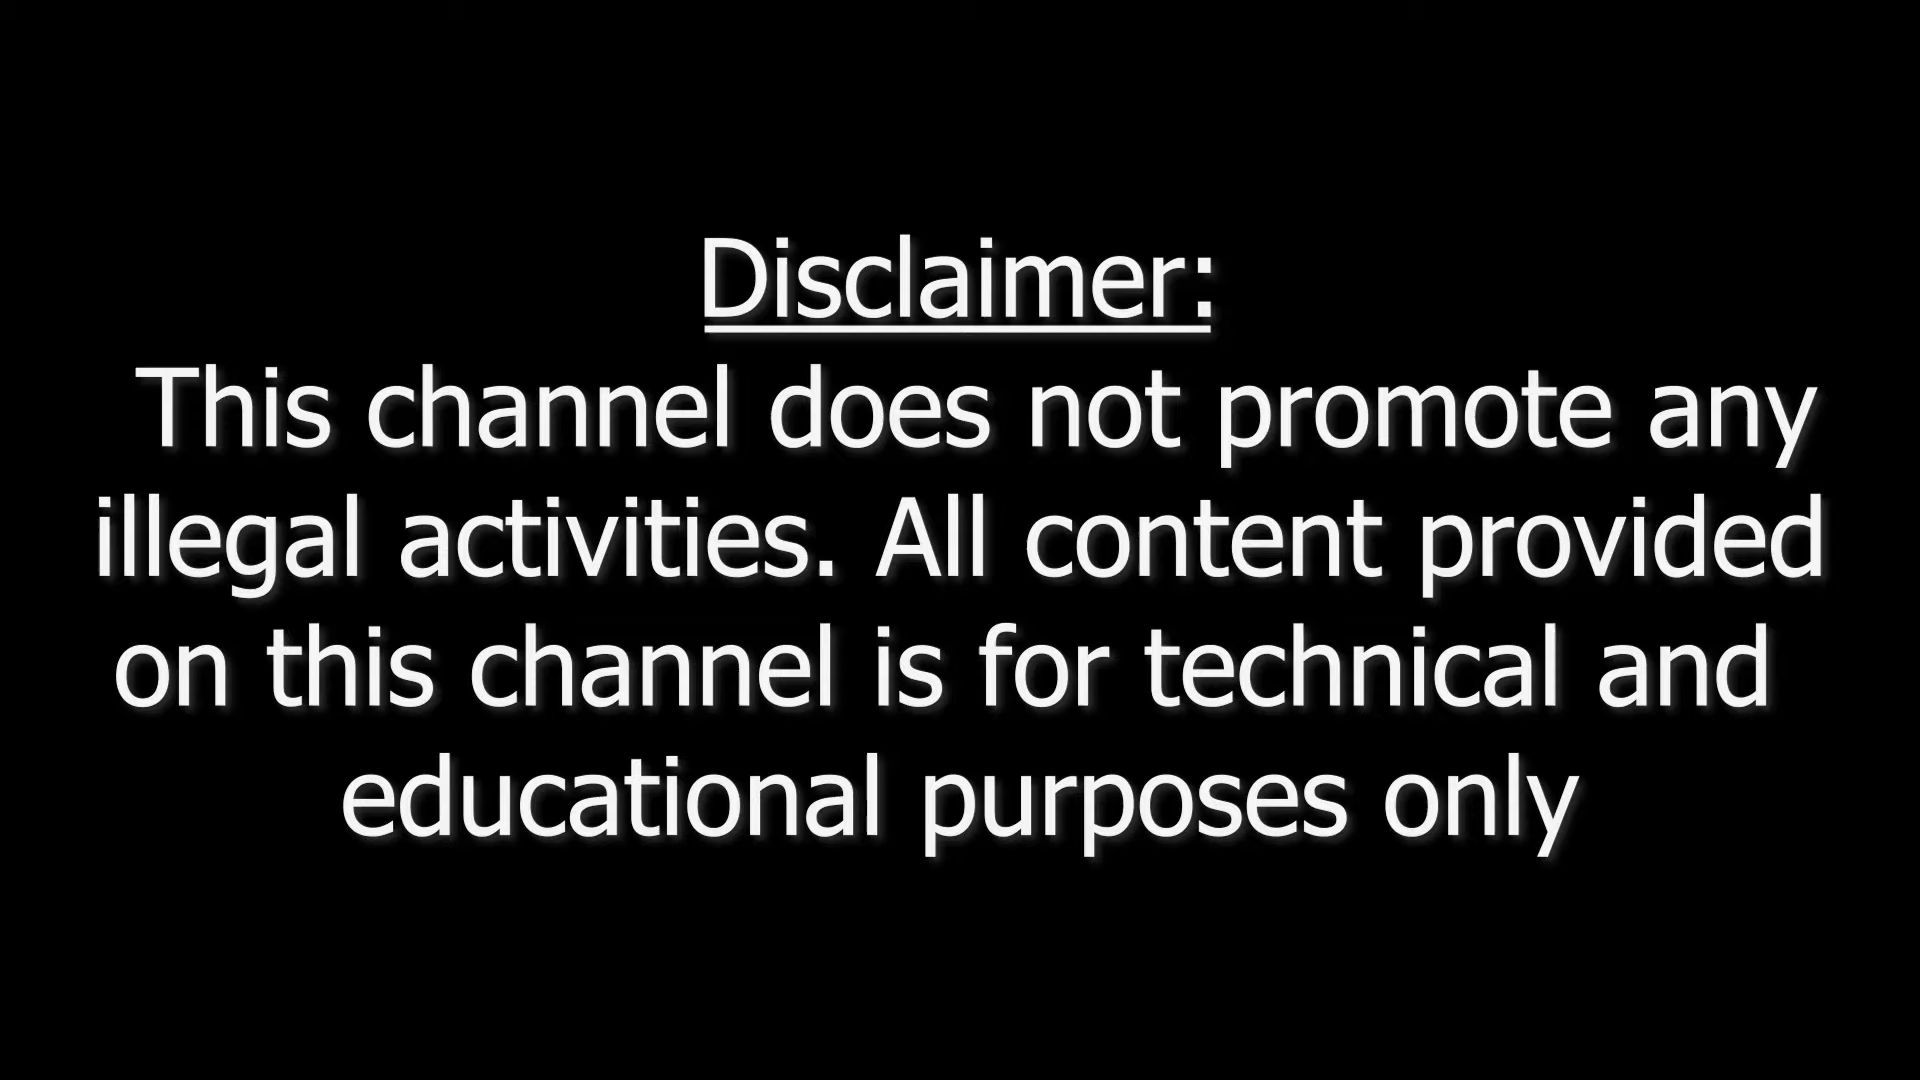 Disclaimer:
This channel does not promote any
illegal activities. All content provided
on this channel is for technical and
educational purposes only